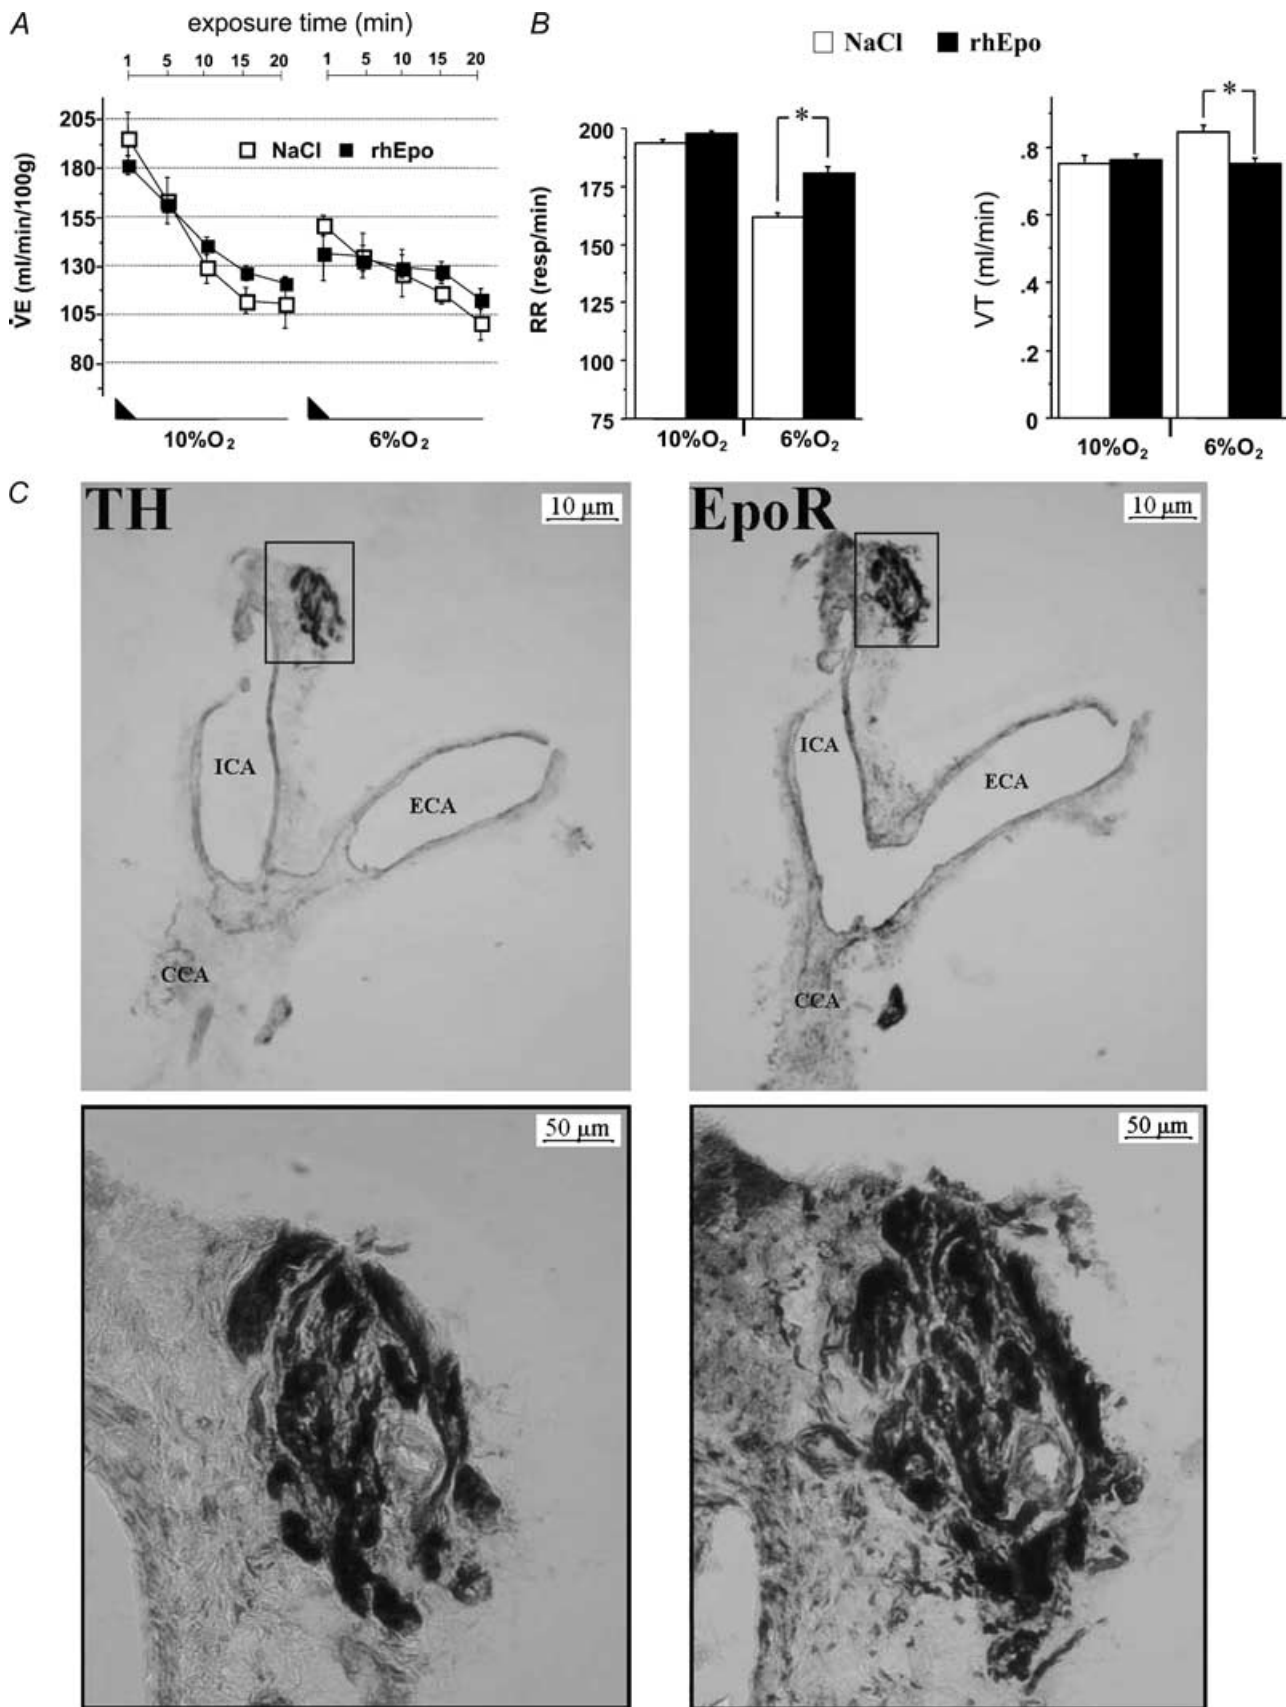 A
exposure time (min)
1 5 10 15 20 1 5 10 15 20
VE (ml/min/100g)
205
180
155
130
105
80
NaCl rhEpo
10%O₂ 6%O₂
B
NaCl rhEpo
RR (resp/min)
200
175
150
125
100
75
*
10%O₂ 6%O₂
VT (ml/min)
.8
.6
.4
.2
0
*
10%O₂ 6%O₂
C
TH
10 µm
ICA
ECA
CCA
EpoR
10 µm
ICA
ECA
CCA
50 µm
50 µm